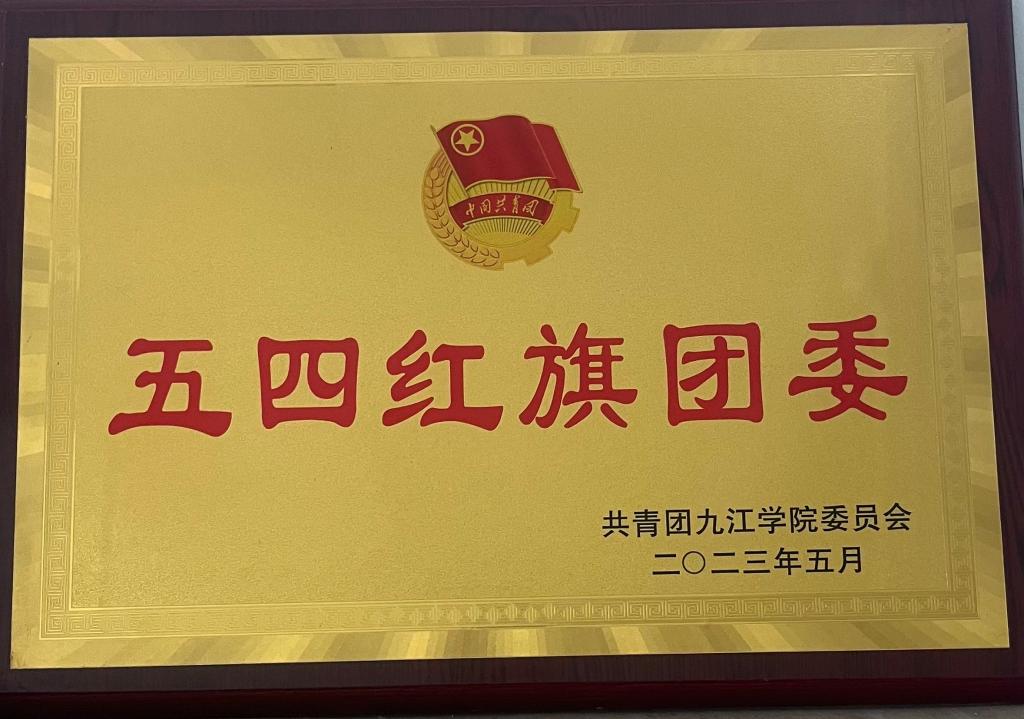 中国共青团
五四红旗团委
共青团九江学院委员会
二〇二三年五月